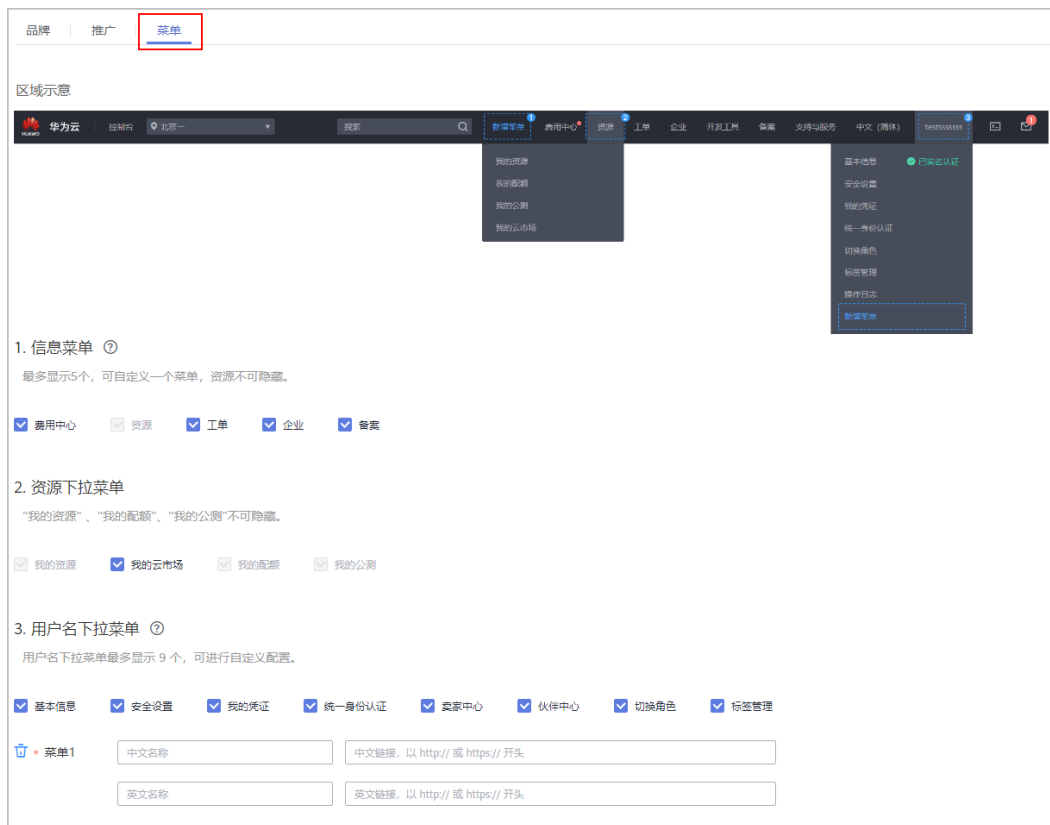 品牌 推广 菜单
区域示意
HUAWEI 华为云 控制台 北京一 搜索 新增菜单 1 费用中心 资源 2 工单 企业 开发工具 备案 支持与服务 中文 (简体) testsssssss 3 1
我的资源
我的配额
我的公测
我的云市场
基本信息 已实名认证
安全设置
我的凭证
统一身份认证
切换角色
标签管理
操作日志
新增菜单
1. 信息菜单 ?
最多显示5个，可自定义一个菜单，资源不可隐藏。
费用中心 资源 工单 企业 备案
2. 资源下拉菜单
"我的资源" 、"我的配额"、"我的公测"不可隐藏。
我的资源 我的云市场 我的配额 我的公测
3. 用户名下拉菜单 ?
用户名下拉菜单最多显示 9 个，可进行自定义配置。
基本信息 安全设置 我的凭证 统一身份认证 卖家中心 伙伴中心 切换角色 标签管理
* 菜单1 中文名称 中文链接，以 http:// 或 https:// 开头
英文名称 英文链接，以 http:// 或 https:// 开头